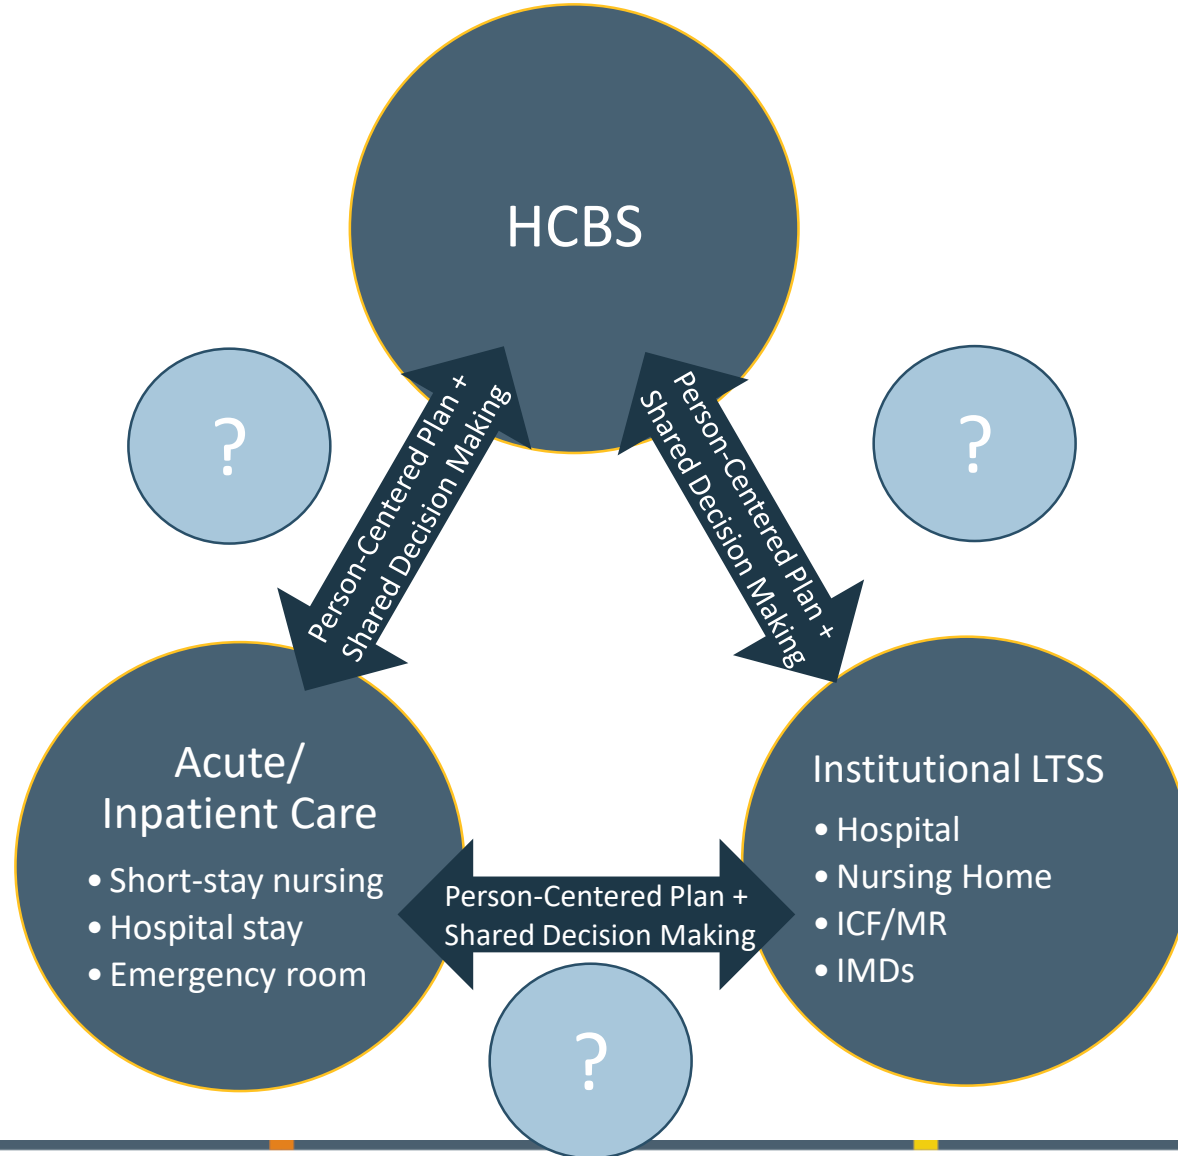 HCBS
?
?
Person-Centered Plan +
Shared Decision Making
Person-Centered Plan +
Shared Decision Making
Acute/
Inpatient Care
• Short-stay nursing
• Hospital stay
• Emergency room
Person-Centered Plan +
Shared Decision Making
?
Institutional LTSS
• Hospital
• Nursing Home
• ICF/MR
• IMDs